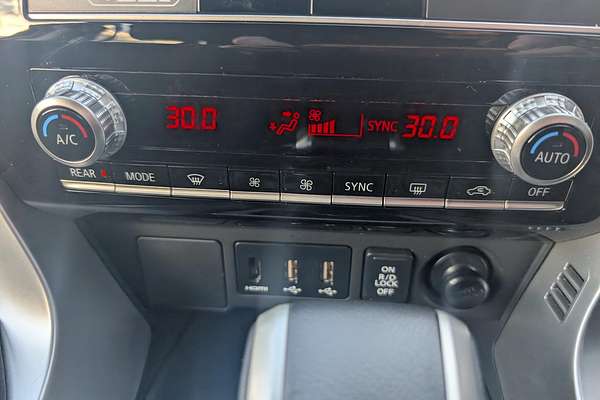 30.0 SYNC 30.0
A/C AUTO
REAR MODE SYNC OFF
HDMI
ON
R/D
LOCK
OFF